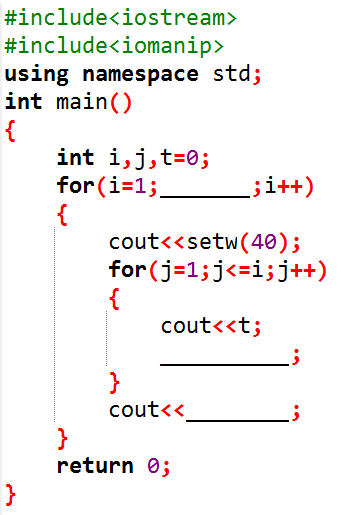 #include<iostream>
#include<iomanip>
using namespace std;
int main()
{
    int i,j,t=0;
    for(i=1;_______;i++)
    {
        cout<<setw(40);
        for(j=1;j<=i;j++)
        {
            cout<<t;
            __________;
        }
        cout<<________;
    }
    return 0;
}